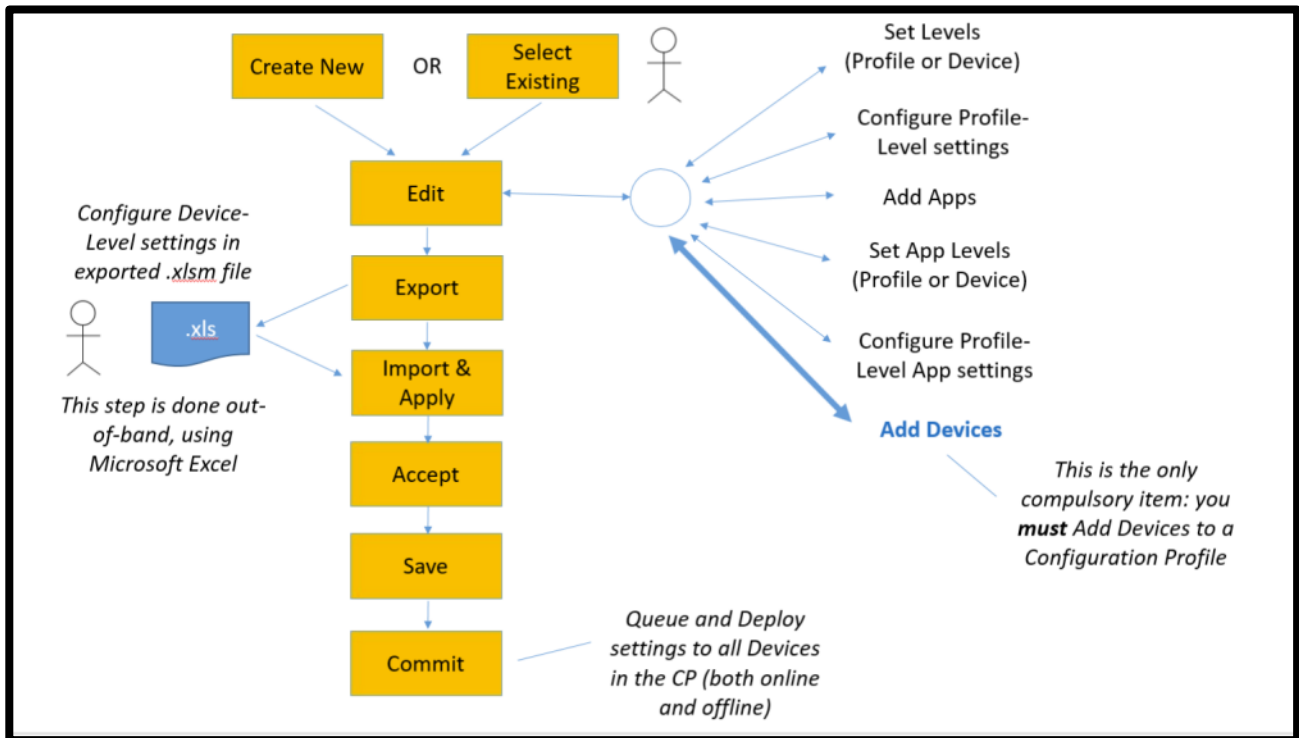 Create New
OR
Select
Existing
Set Levels
(Profile or Device)
Configure Profile-
Level settings
Add Apps
Set App Levels
(Profile or Device)
Configure Profile-
Level App settings
Add Devices
This is the only
compulsory item: you
must Add Devices to a
Configuration Profile
Edit
Configure Device-
Level settings in
exported .xlsm file
.xls
This step is done out-
of-band, using
Microsoft Excel
Export
Import &
Apply
Accept
Save
Commit
Queue and Deploy
settings to all Devices
in the CP (both online
and offline)